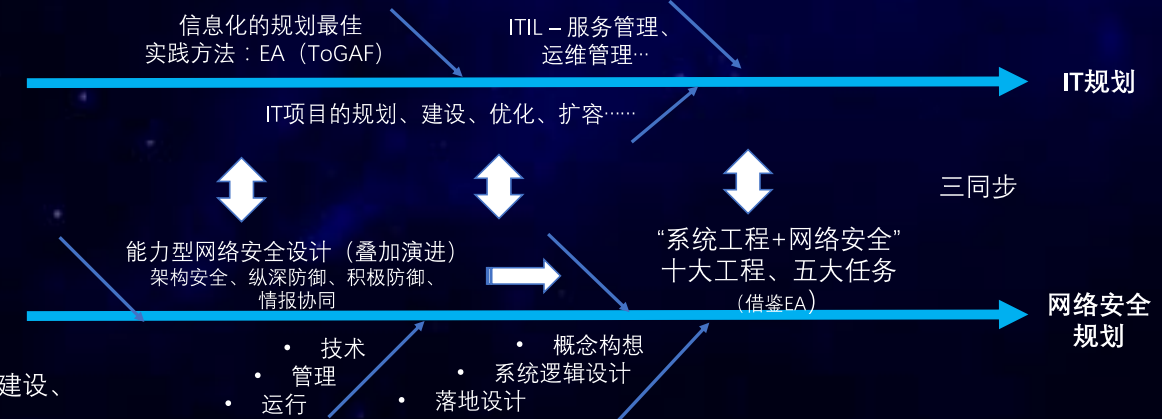 信息化的规划最佳
实践方法：EA（ToGAF）
ITIL – 服务管理、
运维管理…
IT规划
IT项目的规划、建设、优化、扩容……
三同步
能力型网络安全设计（叠加演进）
架构安全、纵深防御、积极防御、
情报协同
“系统工程+网络安全”
十大工程、五大任务
（借鉴EA）
网络安全
规划
• 技术
• 管理
• 运行
• 概念构想
• 系统逻辑设计
• 落地设计
建设、